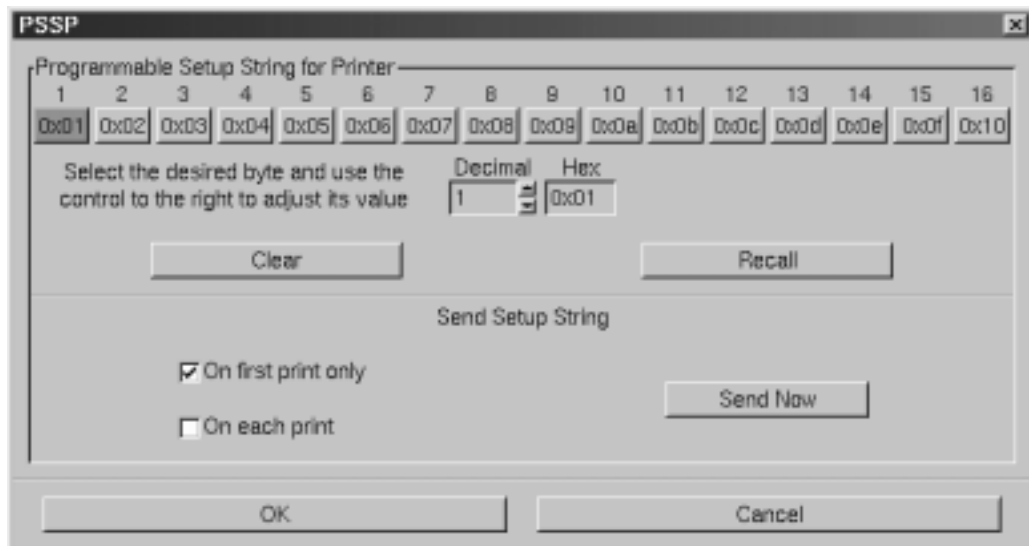 PSSP
Programmable Setup String for Printer
1 2 3 4 5 6 7 8 9 10 11 12 13 14 15 16
0x01 0x02 0x03 0x04 0x05 0x06 0x07 0x08 0x09 0x0a 0x0b 0x0c 0x0d 0x0e 0x0f 0x10
Select the desired byte and use the Decimal Hex
control to the right to adjust its value 1 0x01
Clear Recall
Send Setup String
On first print only
Send Now
On each print
OK Cancel